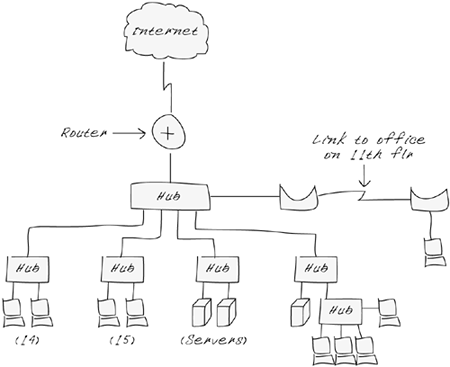 Internet
Router
Link to office
on 11th flr
Hub
Hub
Hub
Hub
Hub
Hub
(14)
(15)
(Servers)